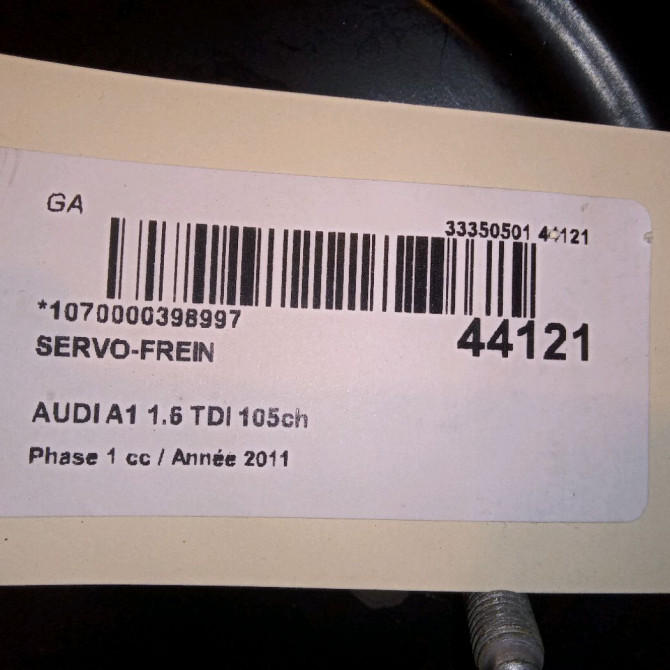 GA
33350501 44121
*1070000398997
44121
SERVO-FREIN
AUDI A1 1.6 TDI 105ch
Phase 1 cc / Année 2011